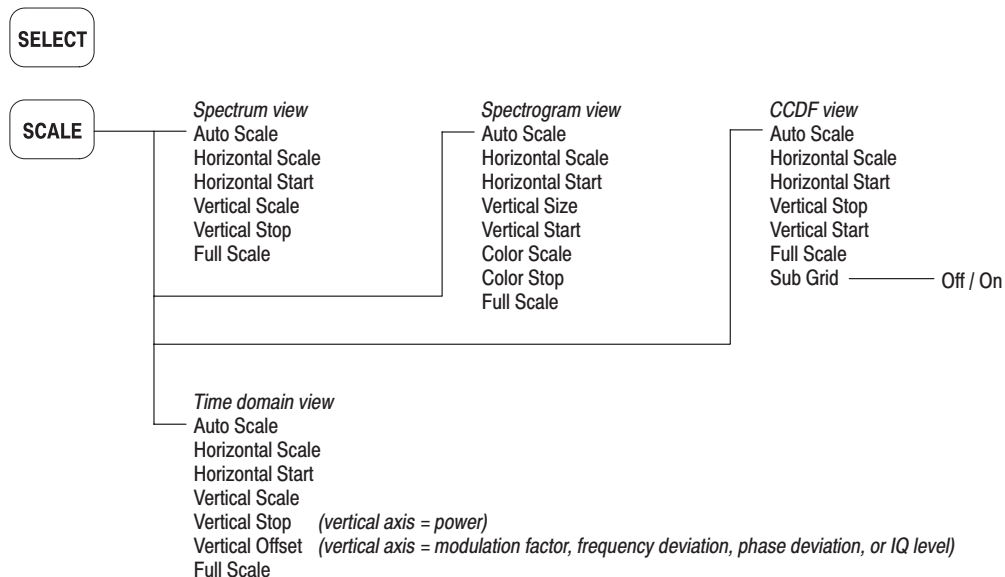 SELECT
SCALE
Spectrum view
Auto Scale
Horizontal Scale
Horizontal Start
Vertical Scale
Vertical Stop
Full Scale
Spectrogram view
Auto Scale
Horizontal Scale
Horizontal Start
Vertical Size
Vertical Start
Color Scale
Color Stop
Full Scale
CCDF view
Auto Scale
Horizontal Scale
Horizontal Start
Vertical Stop
Vertical Start
Full Scale
Sub Grid Off / On
Time domain view
Auto Scale
Horizontal Scale
Horizontal Start
Vertical Scale
Vertical Stop (vertical axis = power)
Vertical Offset (vertical axis = modulation factor, frequency deviation, phase deviation, or IQ level)
Full Scale